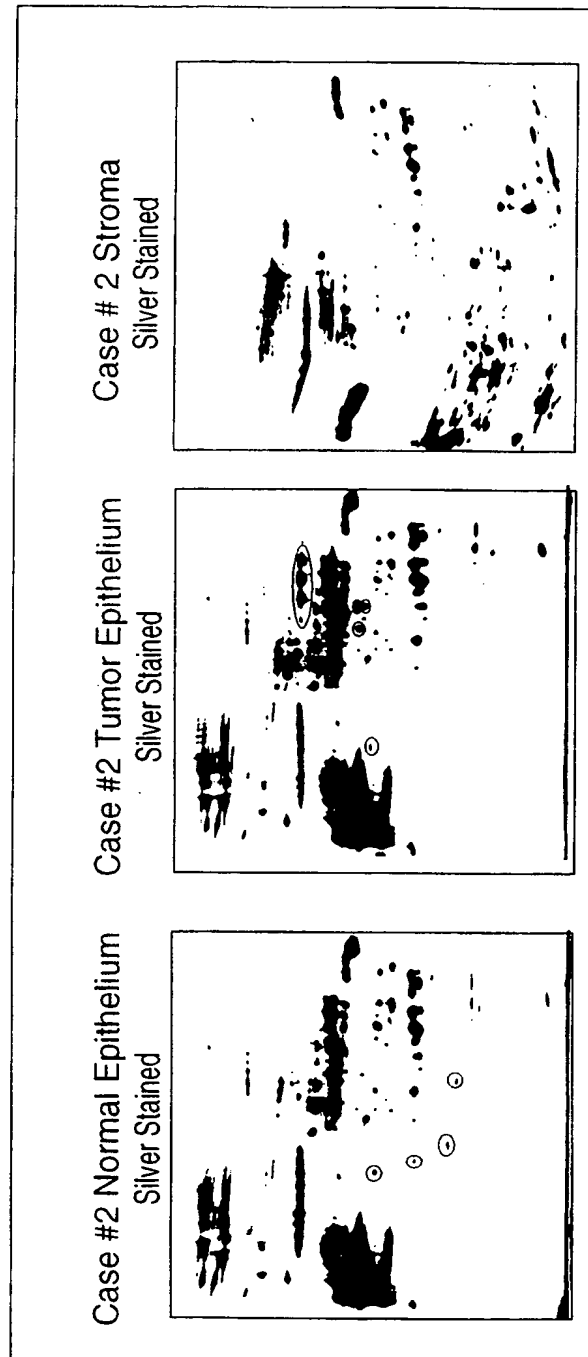 Case #2 Normal Epithelium
Silver Stained
Case #2 Tumor Epithelium
Silver Stained
Case # 2 Stroma
Silver Stained